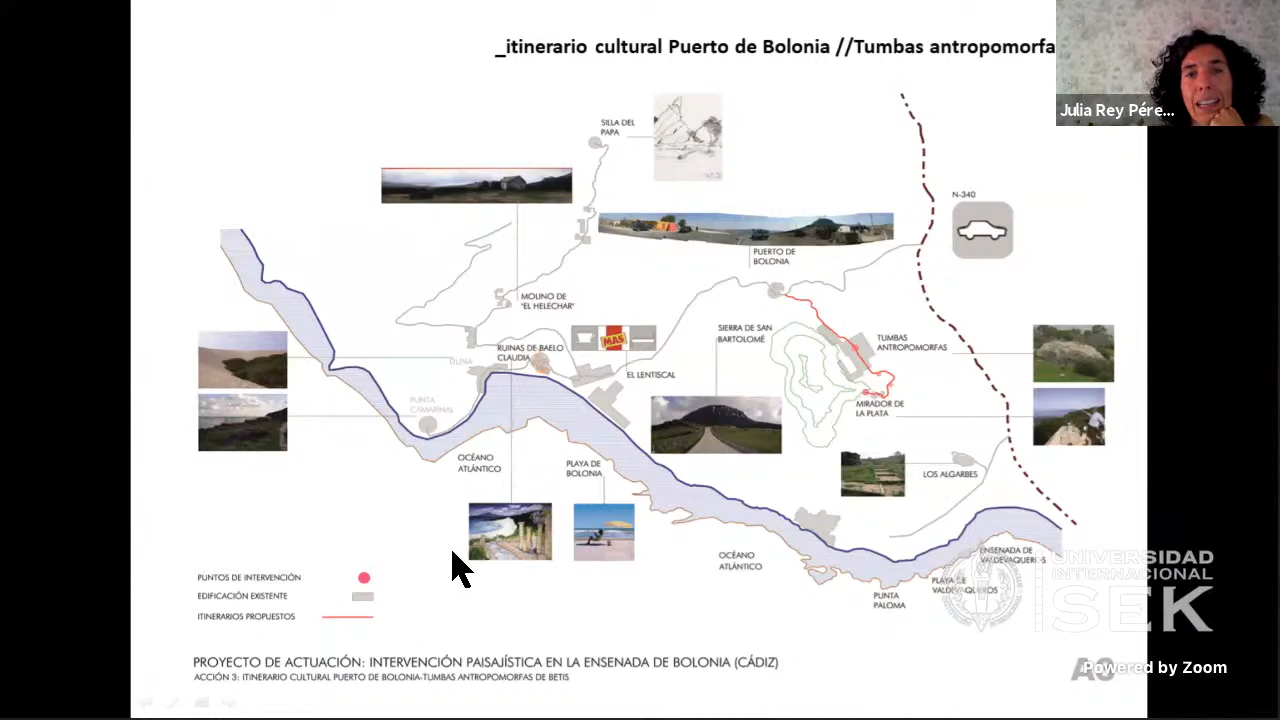 _itinerario cultural Puerto de Bolonia //Tumbas antropomorfa
Julia Rey Pére...
SILLA DEL
PAPA
N-340
PUERTO DE
BOLONIA
MOLINO DE
"EL HELECHAR"
SIERRA DE SAN
BARTOLOMÉ
TUMBAS
ANTROPOMORFAS
MAS
RUINAS DE BAELO
CLAUDIA
DUNA
EL LENTISCAL
PUNTA
CAMARINAL
MIRADOR DE
LA PLATA
OCÉANO
ATLÁNTICO
PLAYA DE
BOLONIA
LOS ALGARBES
OCÉANO
ATLÁNTICO
ENSENADA DE
VALDEVAQUEROS
PLAYA DE
VALDEVAQUEROS
PUNTA
PALOMA
PUNTOS DE INTERVENCIÓN
EDIFICACIÓN EXISTENTE
ITINERARIOS PROPUESTOS
UNIVERSIDAD
INTERNACIONAL
SEK
PROYECTO DE ACTUACIÓN: INTERVENCIÓN PAISAJÍSTICA EN LA ENSENADA DE BOLONIA (CÁDIZ)
ACCIÓN 3: ITINERARIO CULTURAL PUERTO DE BOLONIA-TUMBAS ANTROPOMORFAS DE BETIS
Powered by Zoom